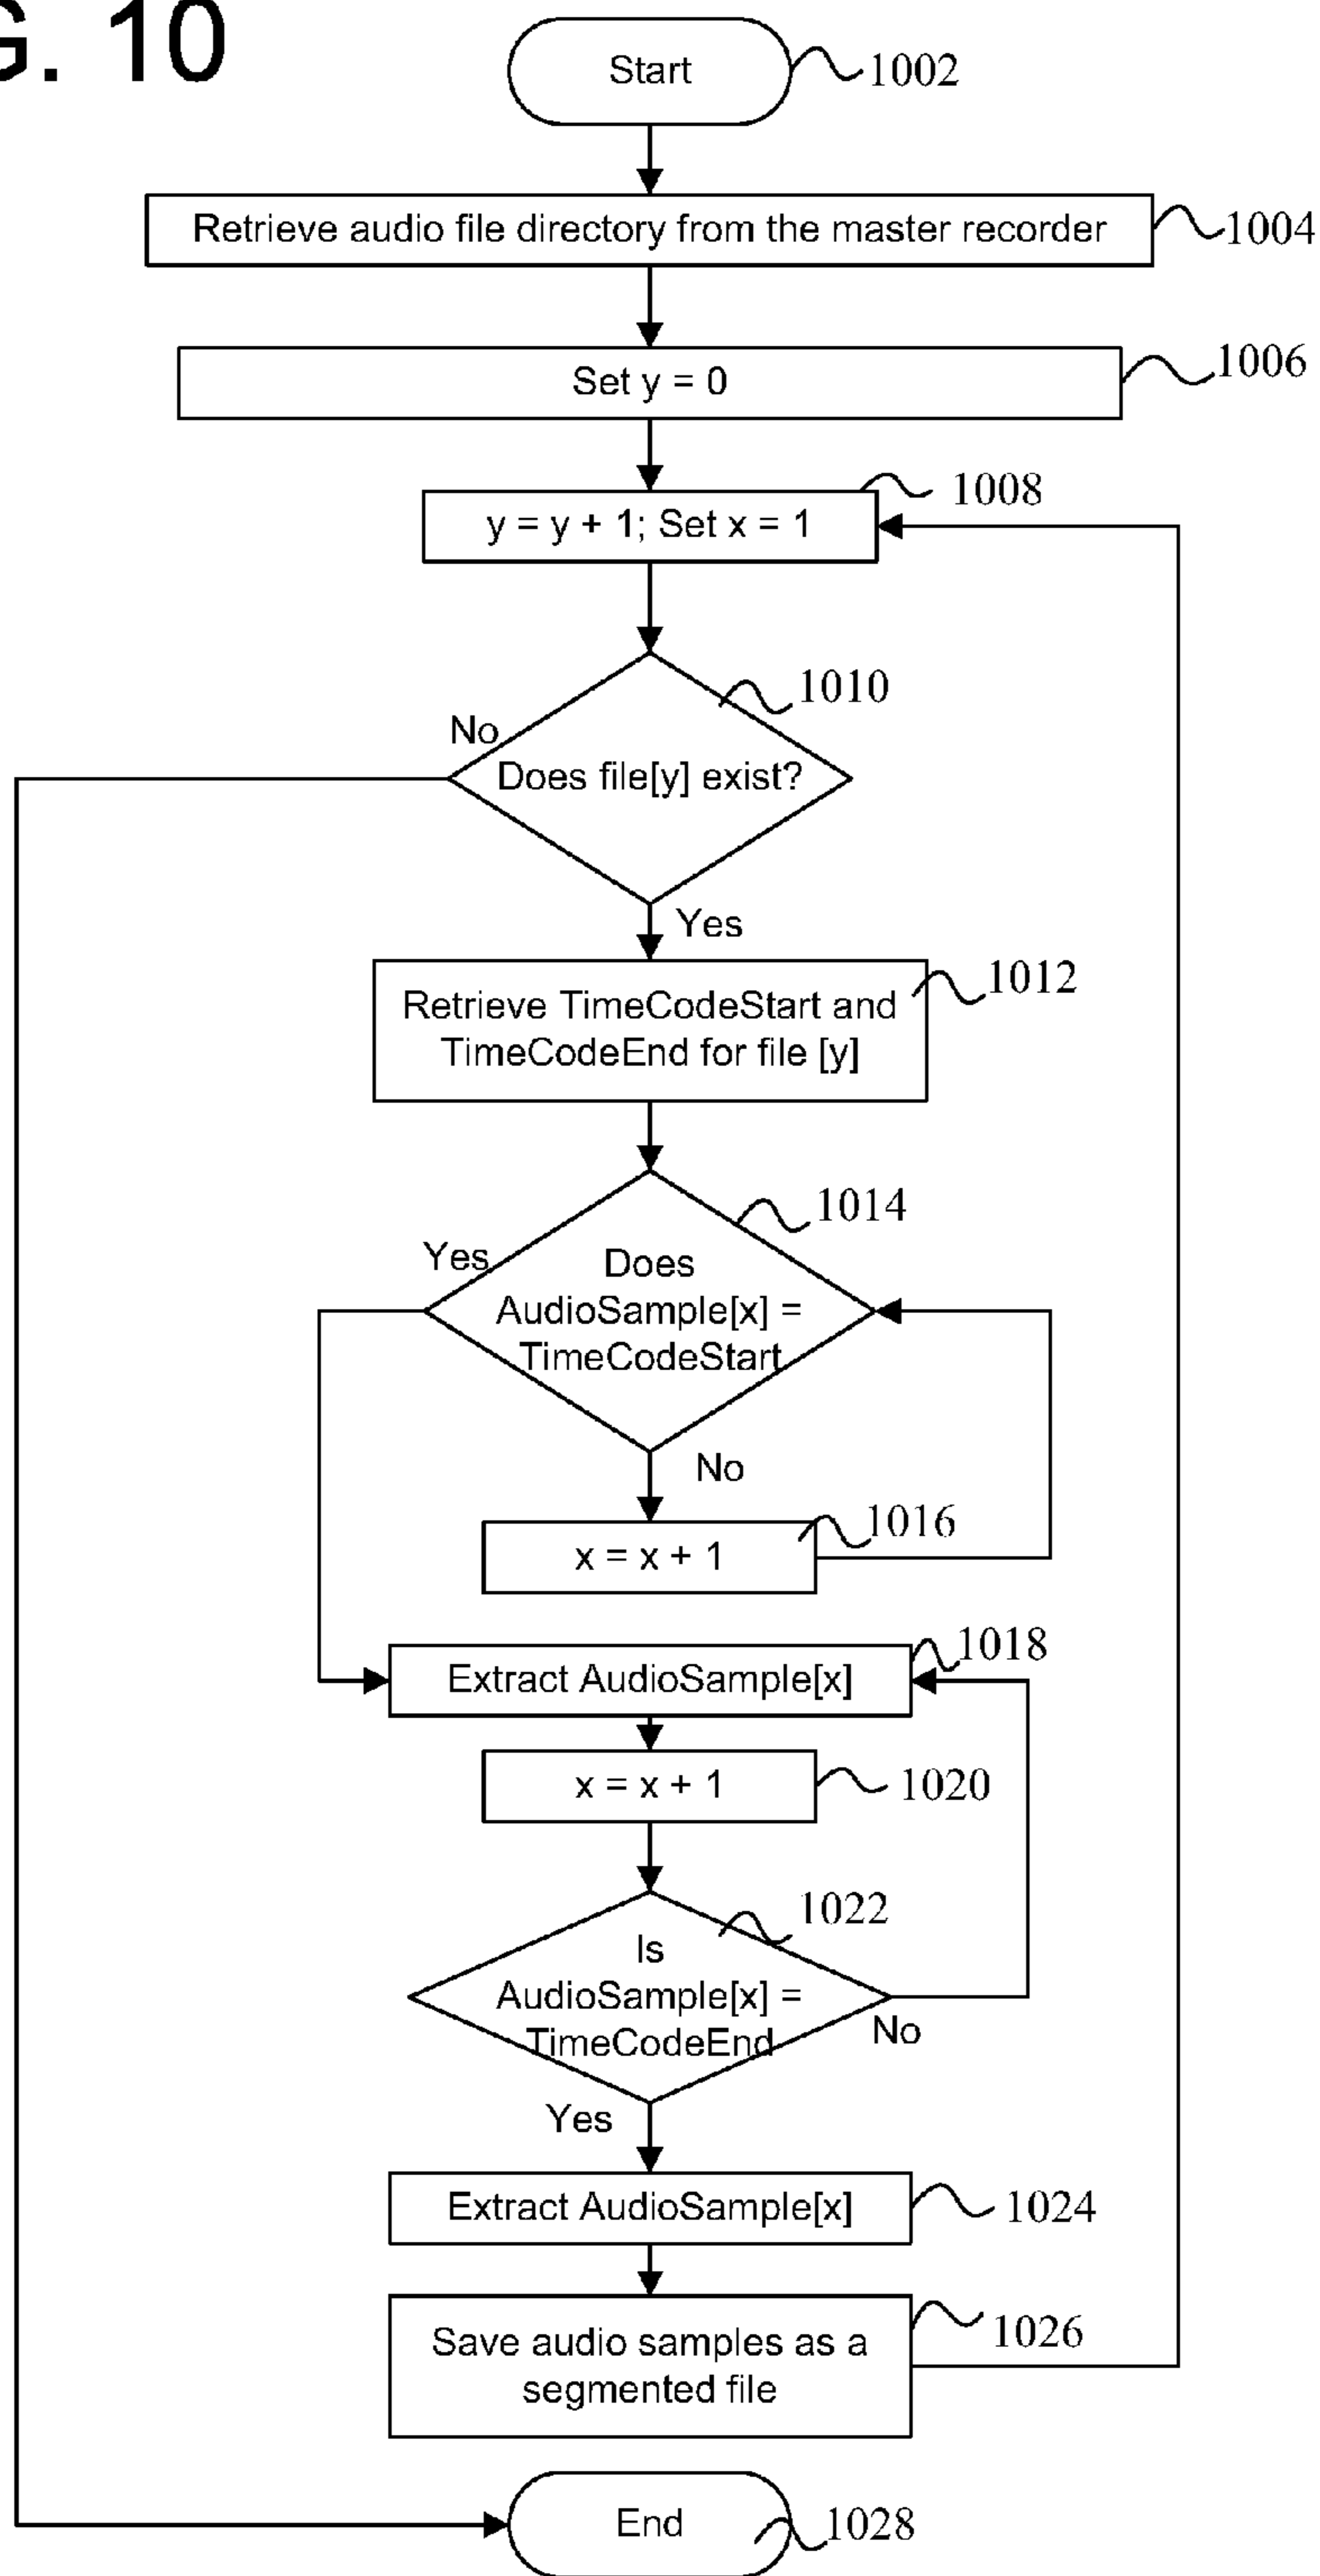 G. 10
Start
1002
Retrieve audio file directory from the master recorder
1004
Set y = 0
1006
y = y + 1; Set x = 1
1008
1010
No
Does file[y] exist?
Yes
Retrieve TimeCodeStart and
TimeCodeEnd for file [y]
1012
1014
Yes
Does
AudioSample[x] =
TimeCodeStart
No
x = x + 1
1016
Extract AudioSample[x]
1018
x = x + 1
1020
1022
Is
AudioSample[x] =
TimeCodeEnd
No
Yes
Extract AudioSample[x]
1024
Save audio samples as a
segmented file
1026
End
1028